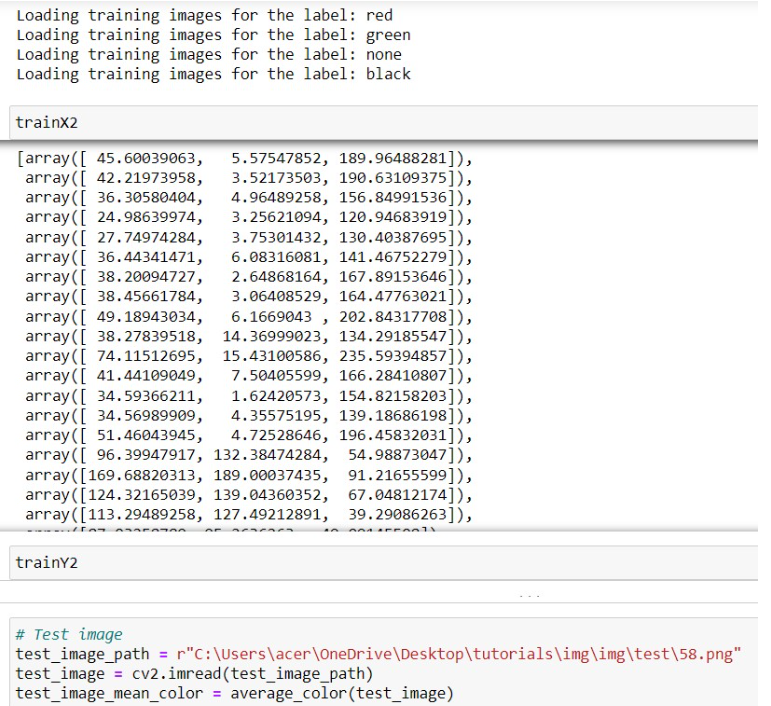 Loading training images for the label: red
Loading training images for the label: green
Loading training images for the label: none
Loading training images for the label: black
trainX2
[array([ 45.60039063,   5.57547852, 189.96488281]),
 array([ 42.21973958,   3.52173503, 190.63109375]),
 array([ 36.30580404,   4.96489258, 156.84991536]),
 array([ 24.98639974,   3.25621094, 120.94683919]),
 array([ 27.74974284,   3.75301432, 130.40387695]),
 array([ 36.44341471,   6.08316081, 141.46752279]),
 array([ 38.20094727,   2.64868164, 167.89153646]),
 array([ 38.45661784,   3.06408529, 164.47763021]),
 array([ 49.18943034,   6.1669043 , 202.84317708]),
 array([ 38.27839518,  14.36999023, 134.29185547]),
 array([ 74.11512695,  15.43100586, 235.59394857]),
 array([ 41.44109049,   7.50405599, 166.28410807]),
 array([ 34.59366211,   1.62420573, 154.82158203]),
 array([ 34.56989909,   4.35575195, 139.18686198]),
 array([ 51.46043945,   4.72528646, 196.45832031]),
 array([ 96.39947917, 132.38474284,  54.98873047]),
 array([169.68820313, 189.00037435,  91.21655599]),
 array([124.32165039, 139.04360352,  67.04812174]),
 array([113.29489258, 127.49212891,  39.29086263]),
trainY2
...
# Test image
test_image_path = r"C:\Users\acer\OneDrive\Desktop\tutorials\img\img\test\58.png"
test_image = cv2.imread(test_image_path)
test_image_mean_color = average_color(test_image)